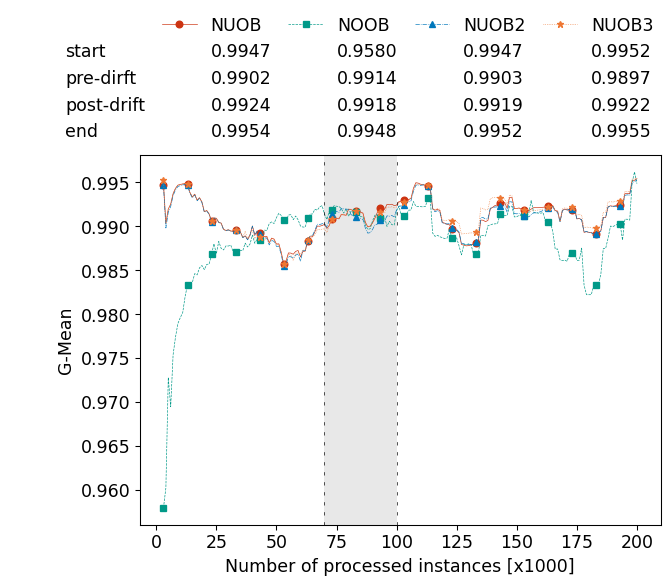 NUOB NOOB NUOB2 NUOB3
start 0.9947 0.9580 0.9947 0.9952
pre-dirft 0.9902 0.9914 0.9903 0.9897
post-drift 0.9924 0.9918 0.9919 0.9922
end 0.9954 0.9948 0.9952 0.9955
0.995
0.990
0.985
0.980
0.975
0.970
0.965
0.960
G-Mean
0 25 50 75 100 125 150 175 200
Number of processed instances [x1000]